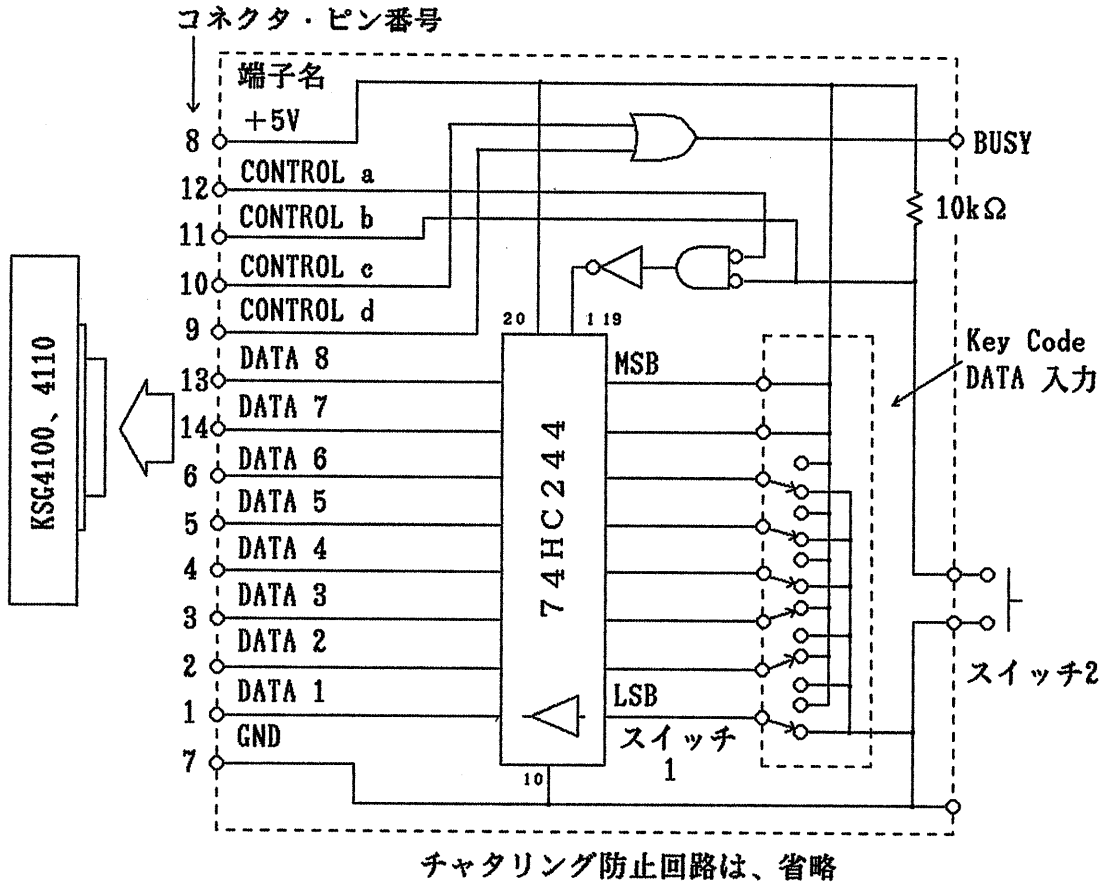 コネクタ・ピン番号
端子名
8 +5V
BUSY
12 CONTROL a
11 CONTROL b
10kΩ
10 CONTROL c
9 CONTROL d
20
1 19
KSG4100、4110
13 DATA 8
MSB
Key Code
DATA 入力
14 DATA 7
6 DATA 6
5 DATA 5
74HC244
4 DATA 4
3 DATA 3
2 DATA 2
スイッチ2
1 DATA 1
LSB
スイッチ
1
7 GND
10
チャタリング防止回路は、省略